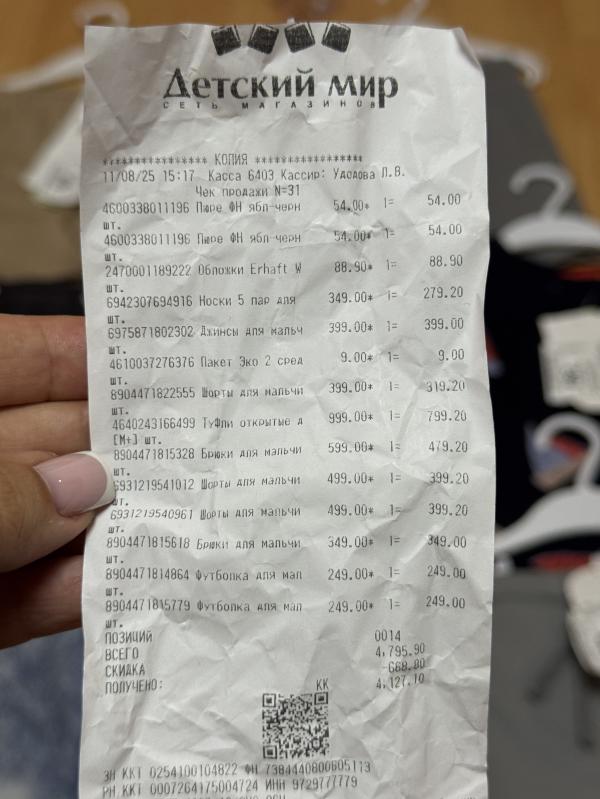 Детский мир
СЕТЬ МАГАЗИНОВ
*************** КОПИЯ ****************
11/08/25 15:17 Касса 6403 Кассир: Удодова Л.В.
Чек продажи N=31
4600338011196 Пюре ФН ябл-черн 54.00* 1= 54.00
шт.
4600338011196 Пюре ФН ябл-черн 54.00* 1= 54.00
шт.
2470001189222 Обложки Erhaft W 88.90* 1= 88.90
шт.
6942307694916 Носки 5 пар для 349.00* 1= 279.20
шт.
6975871802302 Джинсы для мальч 399.00* 1= 399.00
шт.
4610037276376 Пакет Эко 2 сред 9.00* 1= 9.00
шт.
8904471822555 Шорты для мальчи 399.00* 1= 319.20
шт.
4640243166499 Туфли открытые д 999.00* 1= 799.20
[M+] шт.
8904471815328 Брюки для мальчи 599.00* 1= 479.20
шт.
6931219541012 Шорты для мальчи 499.00* 1= 399.20
шт.
6931219540961 Шорты для мальчи 499.00* 1= 399.20
шт.
8904471815618 Брюки для мальчи 349.00* 1= 349.00
шт.
8904471814864 Футболка для мал 249.00* 1= 249.00
шт.
8904471815779 Футболка для мал 249.00* 1= 249.00
шт.
ПОЗИЦИЙ 0014
ВСЕГО 4,795.90
СКИДКА -668.80
ПОЛУЧЕНО: КК 4,127.10
ЗН ККТ 0254100104822 ФН 7384440800605113
РН ККТ 0007264175004724 ИНН 9729777779